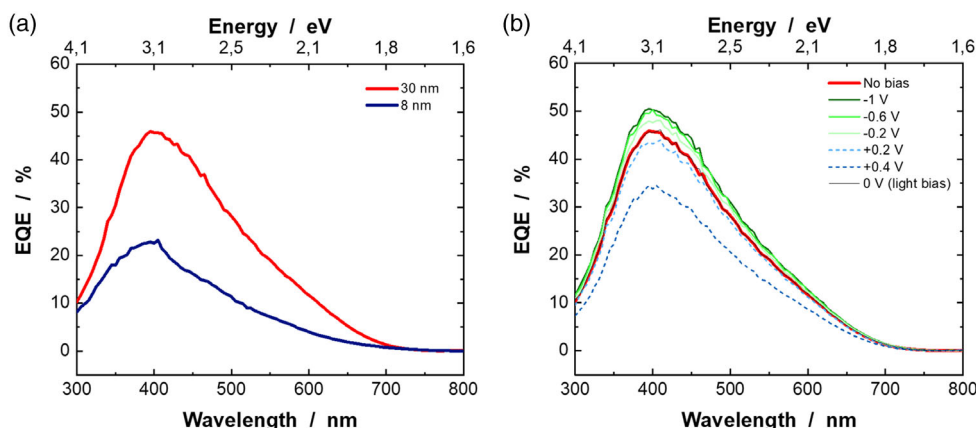 (a)
Energy / eV
4,1 3,1 2,5 2,1 1,8 1,6
60
50
40
30
20
10
0
EQE / %
30 nm
8 nm
300 400 500 600 700 800
Wavelength / nm
(b)
Energy / eV
4,1 3,1 2,5 2,1 1,8 1,6
60
50
40
30
20
10
0
EQE / %
No bias
-1 V
-0.6 V
-0.2 V
+0.2 V
+0.4 V
0 V (light bias)
300 400 500 600 700 800
Wavelength / nm